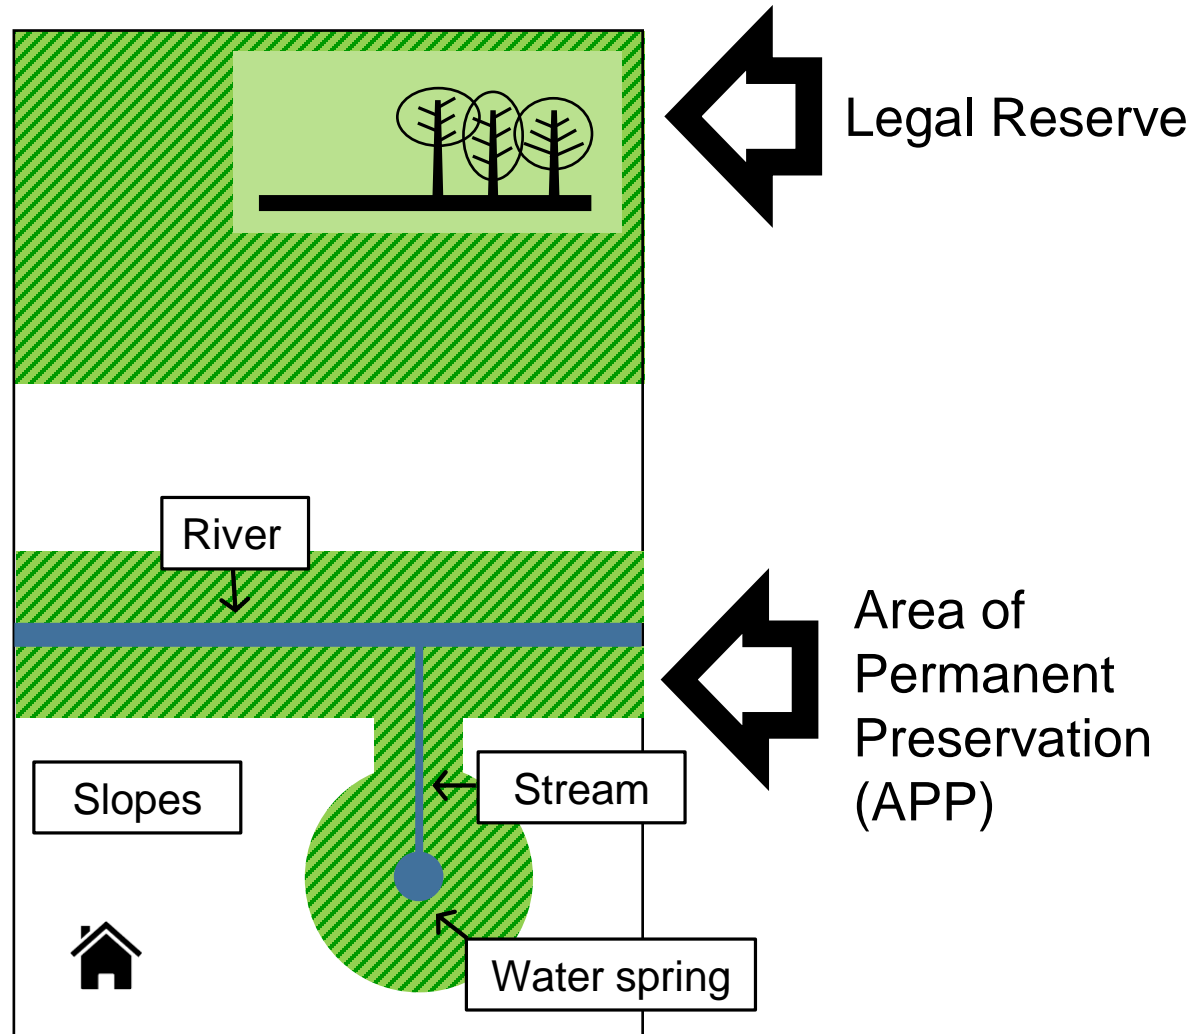 Legal Reserve
River
Area of
Permanent
Preservation
(APP)
Slopes
Stream
Water spring